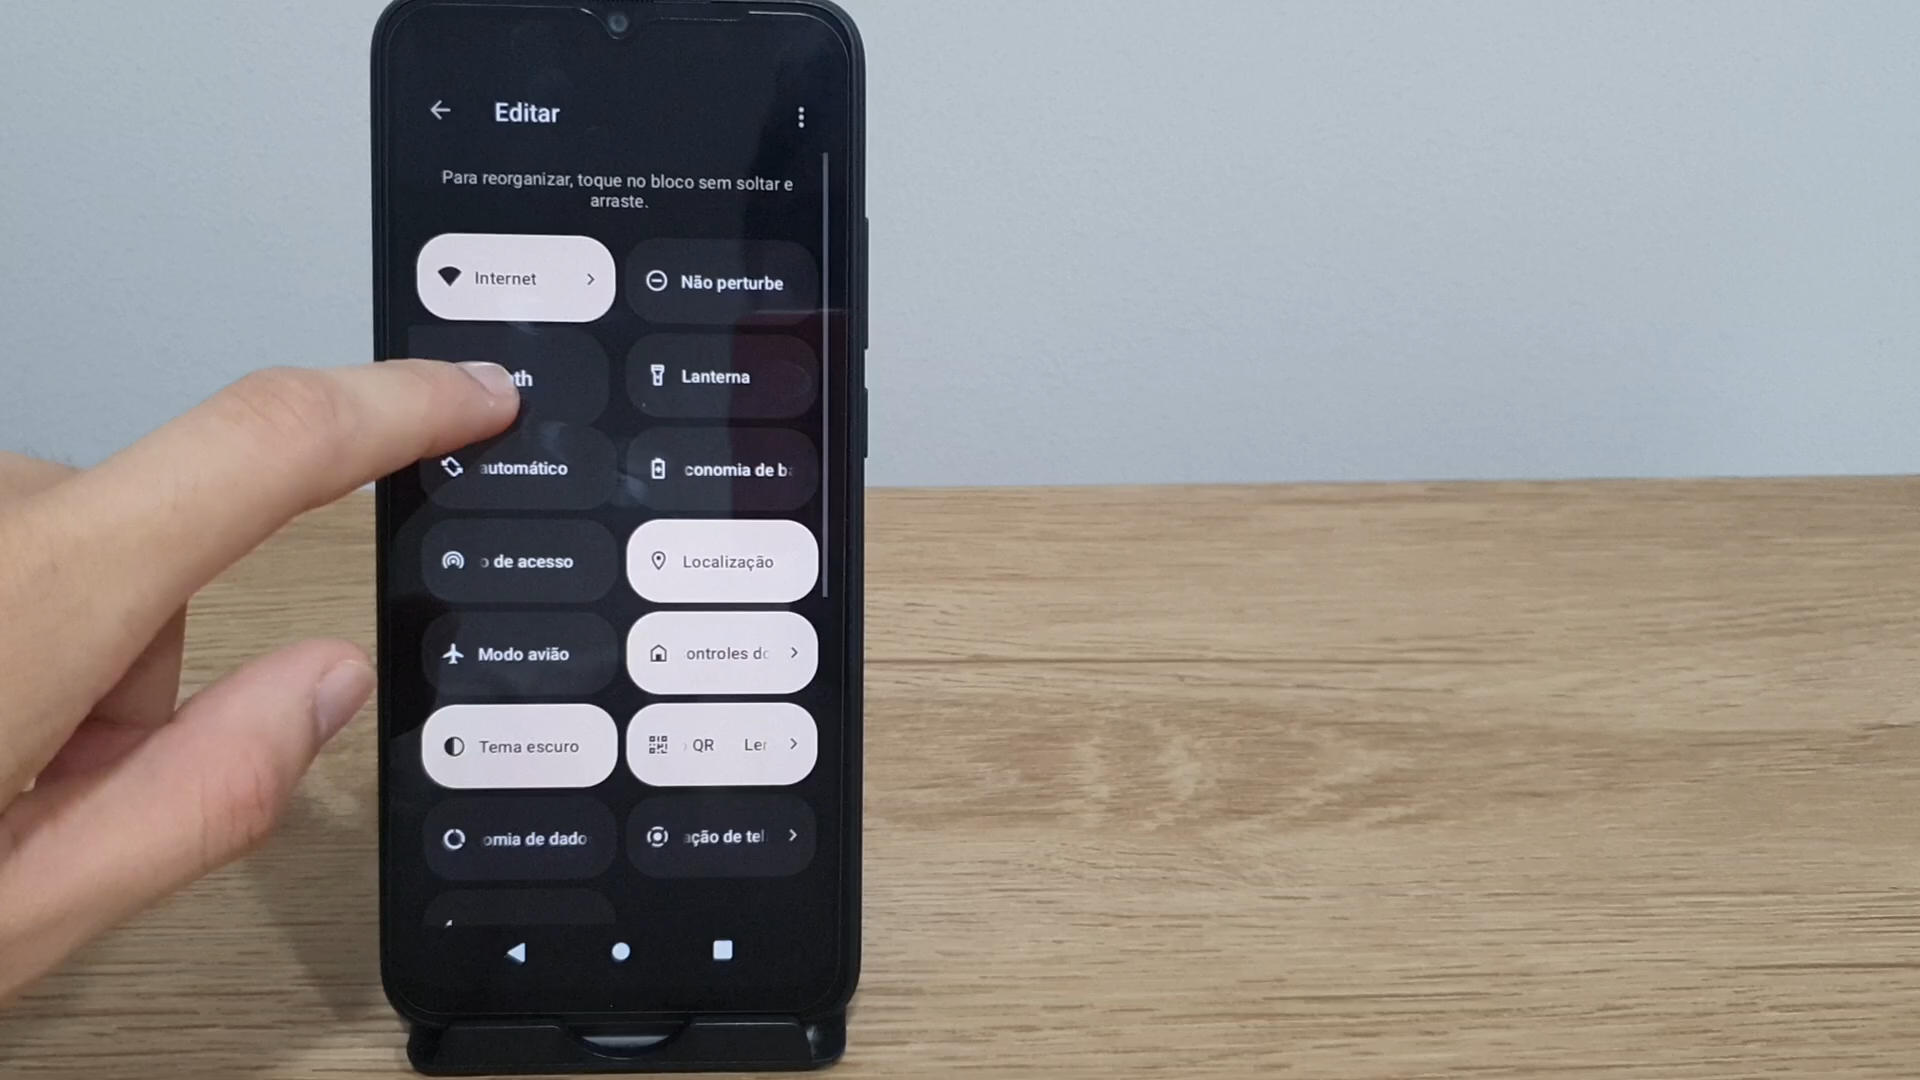 Editar
Para reorganizar, toque no bloco sem soltar e
arraste.
Internet
Não perturbe
th
Lanterna
automático
conomia de b
o de acesso
Localização
Modo avião
ontroles do
Tema escuro
QR Ler
omia de dado
ação de tel